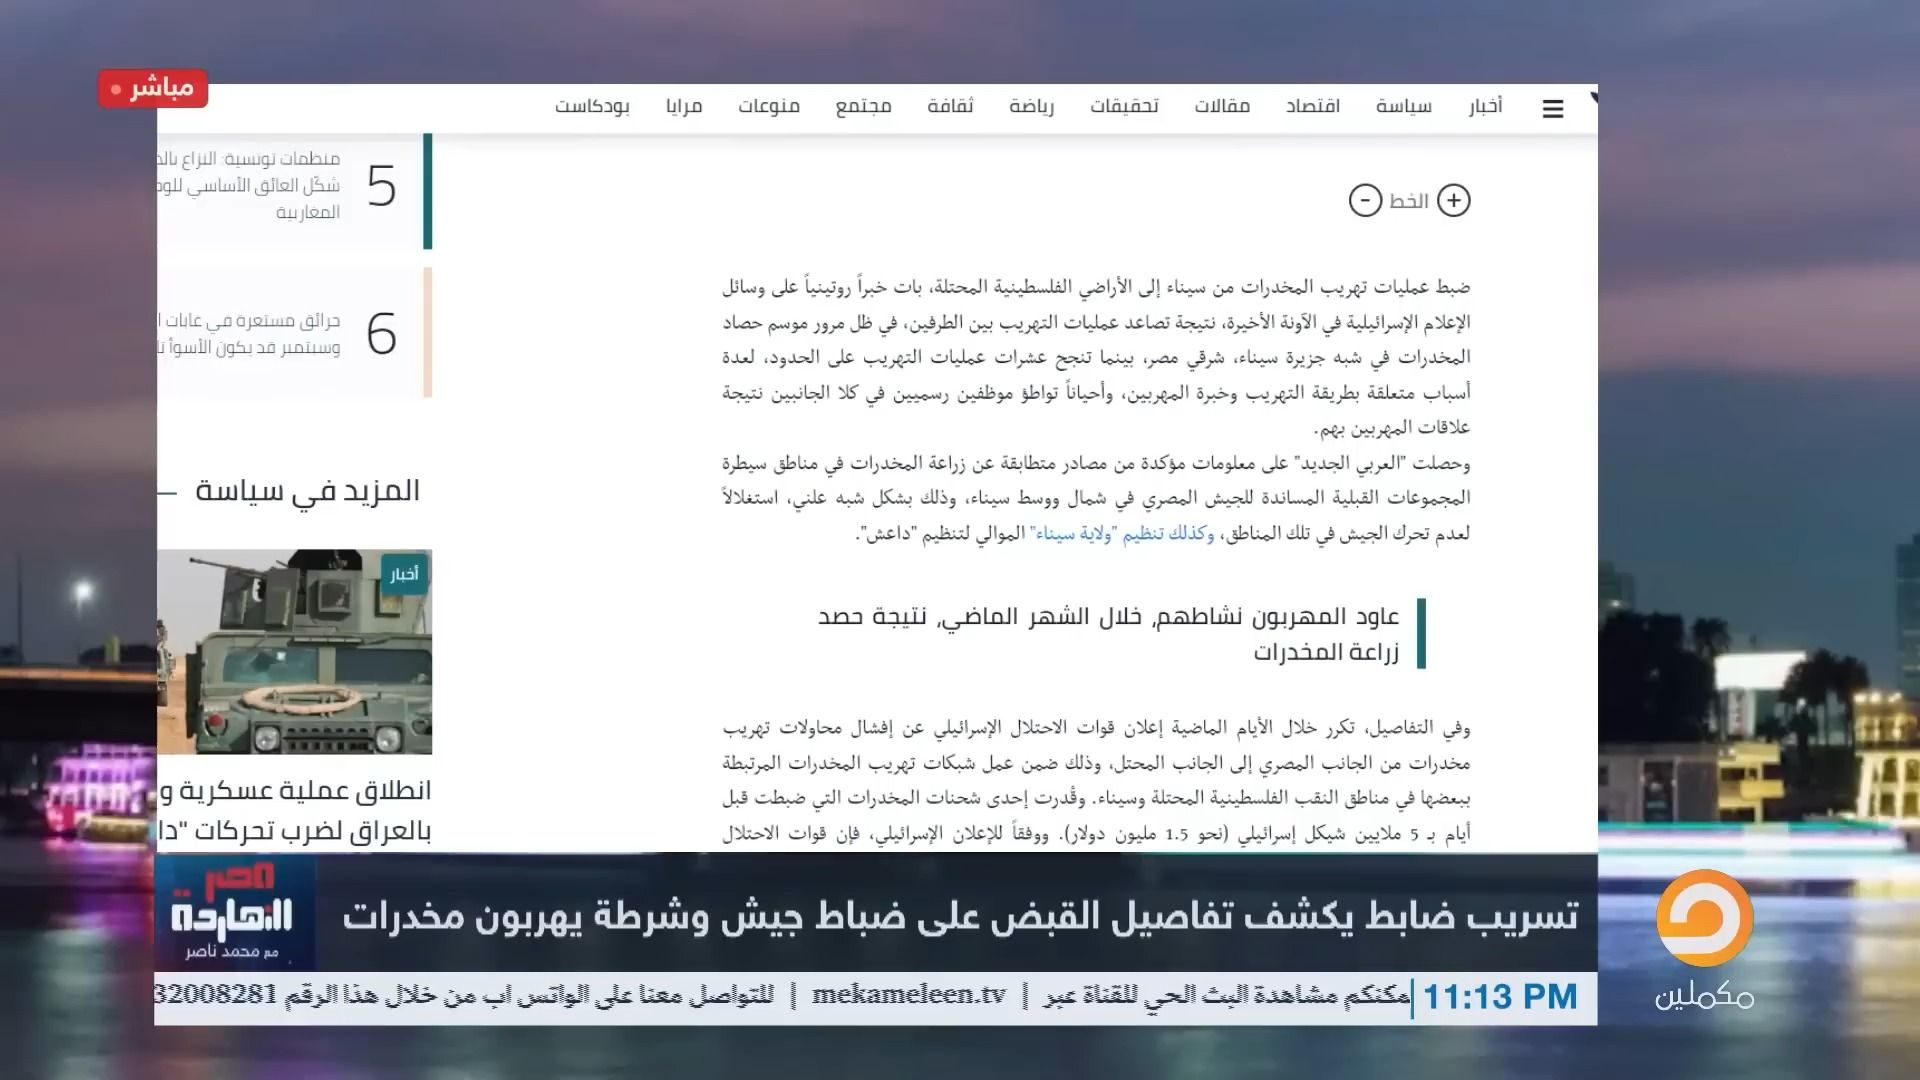 مباشر
أخبار سياسة اقتصاد مقالات تحقيقات رياضة ثقافة مجتمع منوعات مرايا بودكاست
+ الخط -
ضبط عمليات تهريب المخدرات من سيناء إلى الأراضي الفلسطينية المحتلة، بات خبراً روتينياً على وسائل
الإعلام الإسرائيلية في الآونة الأخيرة، نتيجة تصاعد عمليات التهريب بين الطرفين، في ظل مرور موسم حصاد
المخدرات في شبه جزيرة سيناء، شرقي مصر، بينما تنجح عشرات عمليات التهريب على الحدود، لعدة
أسباب متعلقة بطريقة التهريب وخبرة المهربين، وأحياناً تواطؤ موظفين رسميين في كلا الجانبين نتيجة
علاقات المهربين بهم.
وحصلت "العربي الجديد" على معلومات مؤكدة من مصادر متطابقة عن زراعة المخدرات في مناطق سيطرة
المجموعات القبلية المساندة للجيش المصري في شمال ووسط سيناء، وذلك بشكل شبه علني، استغلالاً
لعدم تحرك الجيش في تلك المناطق، وكذلك تنظيم "ولاية سيناء" الموالي لتنظيم "داعش".
عاود المهربون نشاطهم، خلال الشهر الماضي، نتيجة حصد
زراعة المخدرات
وفي التفاصيل، تكرر خلال الأيام الماضية إعلان قوات الاحتلال الإسرائيلي عن إفشال محاولات تهريب
مخدرات من الجانب المصري إلى الجانب المحتل، وذلك ضمن عمل شبكات تهريب المخدرات المرتبطة
ببعضها في مناطق النقب الفلسطينية المحتلة وسيناء. وقُدرت إحدى شحنات المخدرات التي ضبطت قبل
أيام بـ 5 ملايين شيكل إسرائيلي (نحو 1.5 مليون دولار). ووفقاً للإعلان الإسرائيلي، فإن قوات الاحتلال
5
منظمات تونسية: النزاع
شكّل العائق الأساسي
المغاربية
6
حرائق مستعرة في غابات
وسبتمبر قد يكون الأسوأ
المزيد في سياسة
أخبار
انطلاق عملية عسكرية و
بالعراق لضرب تحركات "دا
تسريب ضابط يكشف تفاصيل القبض على ضباط جيش وشرطة يهربون مخدرات
مصر
النهاردة
مع محمد ناصر
11:13 PM
مكنكم مشاهدة البث الحي للقناة عبر | mekameleen.tv | للتواصل معنا على الواتس اب من خلال هذا الرقم 32008281
مكملين